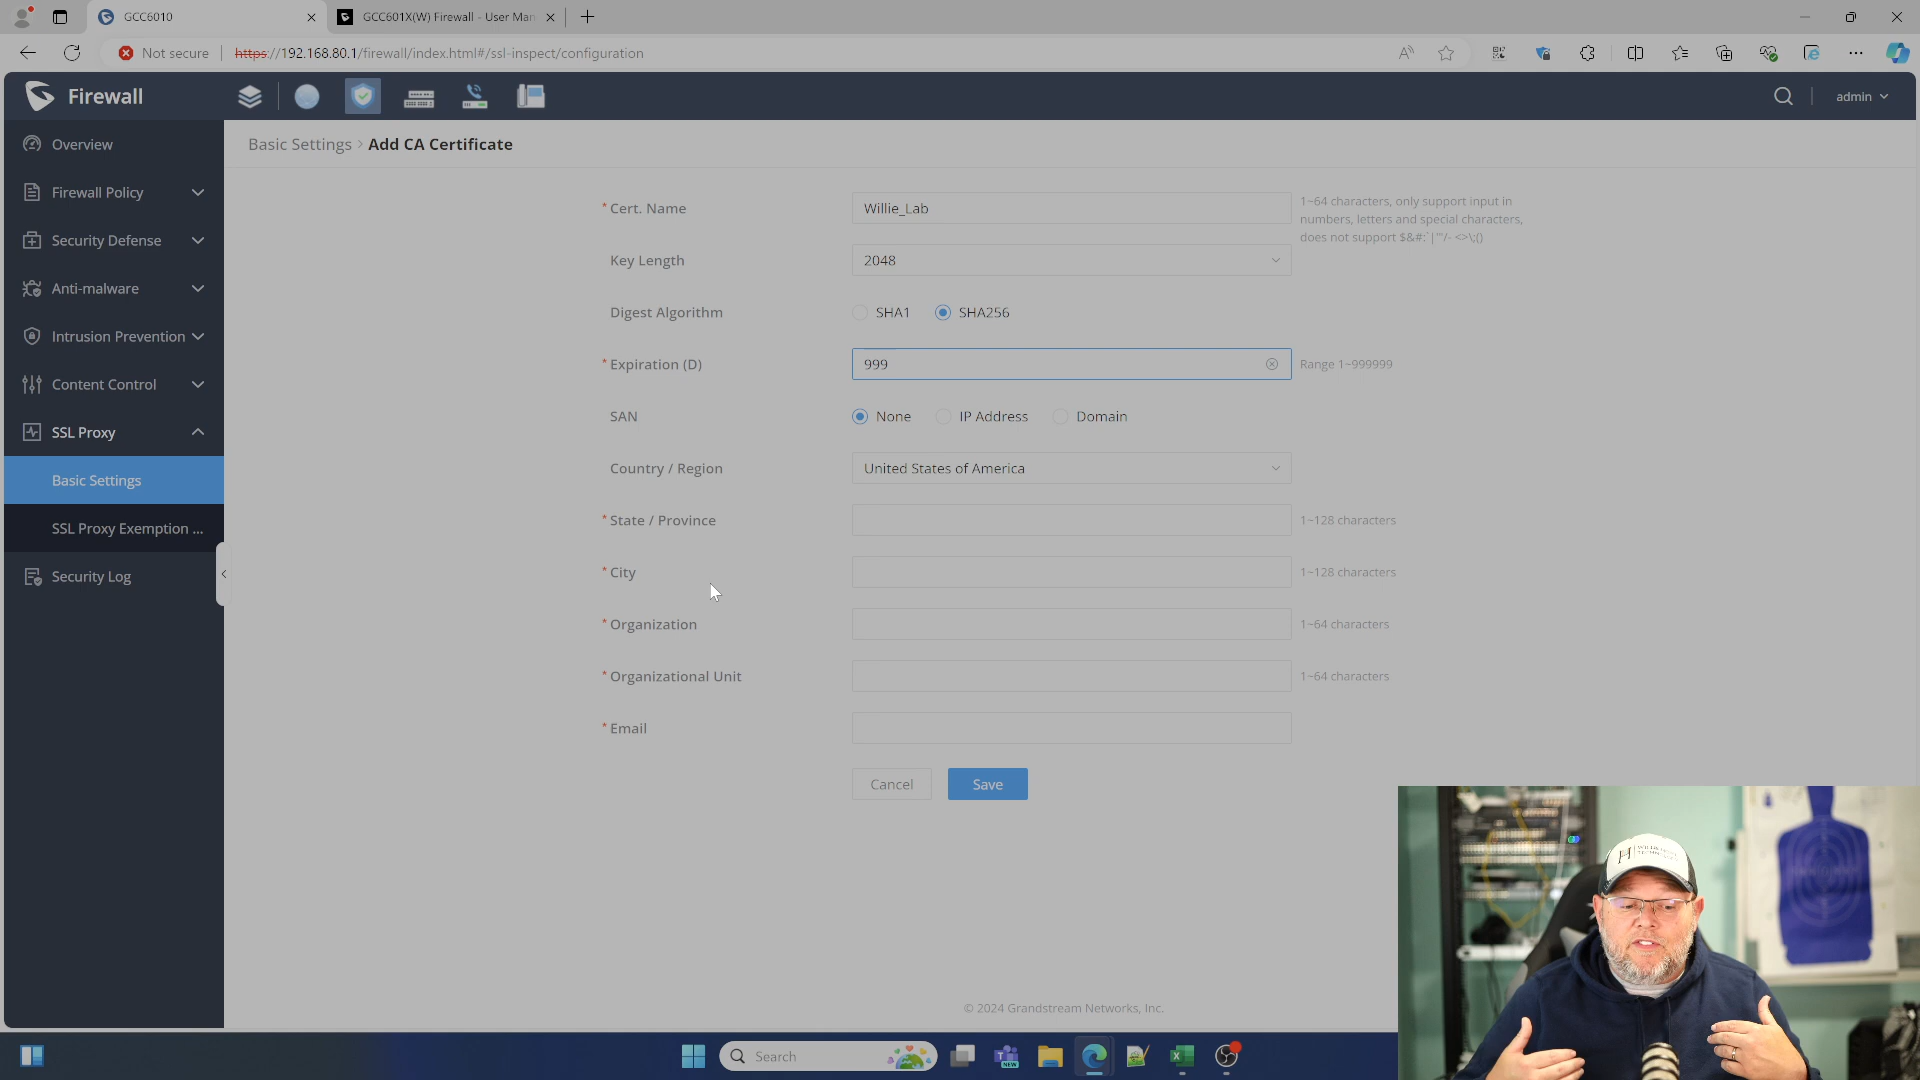 GCC6010
GCC601X(W) Firewall - User Man
Not secure
https://192.168.80.1/firewall/index.html#/ssl-inspect/configuration
Firewall
admin
Overview
Firewall Policy
Security Defense
Anti-malware
Intrusion Prevention
Content Control
SSL Proxy
Basic Settings
SSL Proxy Exemption ...
Security Log
Basic Settings > Add CA Certificate
* Cert. Name
Willie_Lab
1~64 characters, only support input in
numbers, letters and special characters,
does not support $&#:`|"'/- <>\;()
Key Length
2048
Digest Algorithm
SHA1 SHA256
* Expiration (D)
999
Range 1~999999
SAN
None IP Address Domain
Country / Region
United States of America
* State / Province
1~128 characters
* City
1~128 characters
* Organization
1~64 characters
* Organizational Unit
1~64 characters
* Email
Cancel Save
© 2024 Grandstream Networks, Inc.
Search
NEW